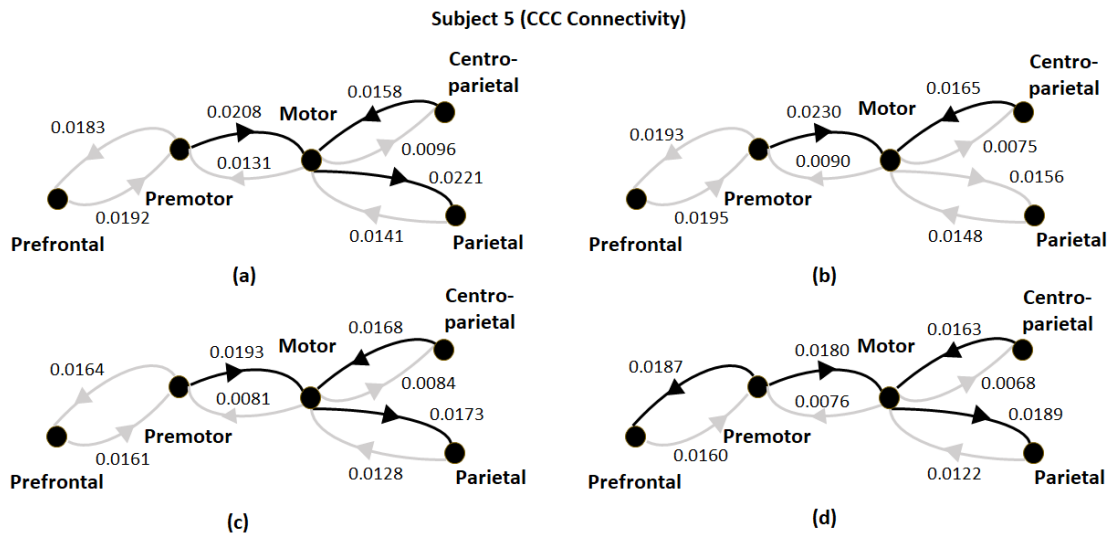 Subject 5 (CCC Connectivity)
Centro-
parietal
0.0158
Motor
0.0208
0.0183
0.0096
0.0131
0.0221
Premotor
0.0192
0.0141
Prefrontal
Parietal
(a)
Centro-
parietal
0.0165
Motor
0.0230
0.0193
0.0075
0.0090
0.0156
Premotor
0.0195
0.0148
Prefrontal
Parietal
(b)
Centro-
parietal
0.0168
Motor
0.0193
0.0164
0.0084
0.0081
0.0173
Premotor
0.0161
0.0128
Prefrontal
Parietal
(c)
Centro-
parietal
0.0163
Motor
0.0180
0.0187
0.0068
0.0076
0.0189
Premotor
0.0160
0.0122
Prefrontal
Parietal
(d)